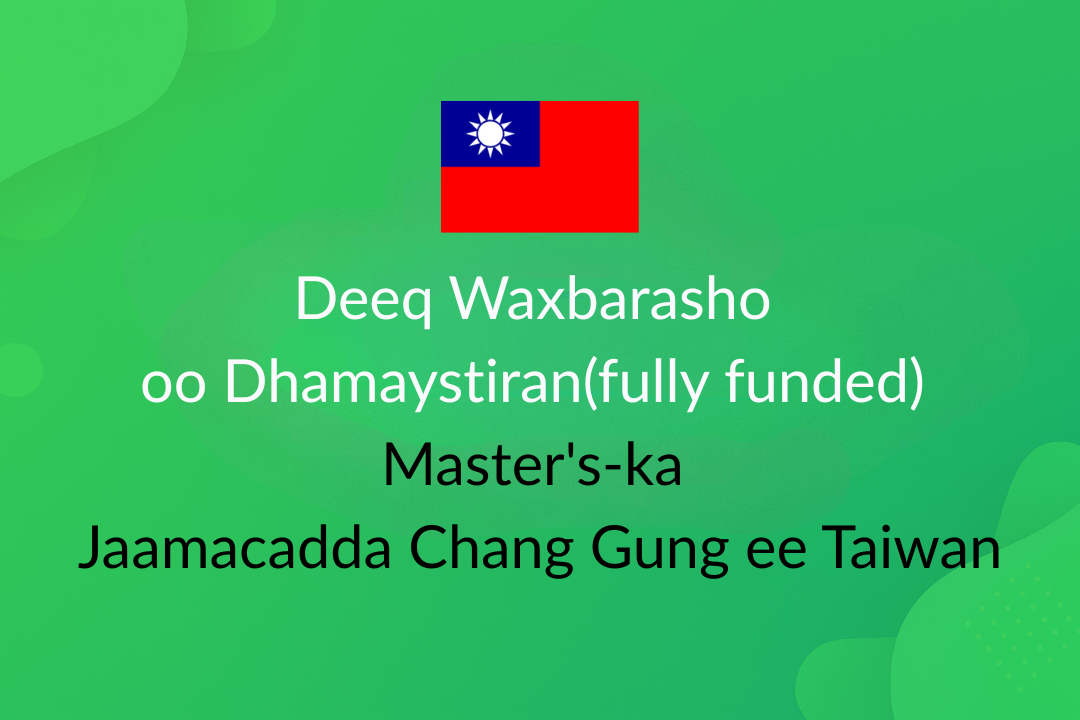 Deeq Waxbarasho
oo Dhamaystiran(fully funded)
Master's-ka
Jaamacadda Chang Gung ee Taiwan